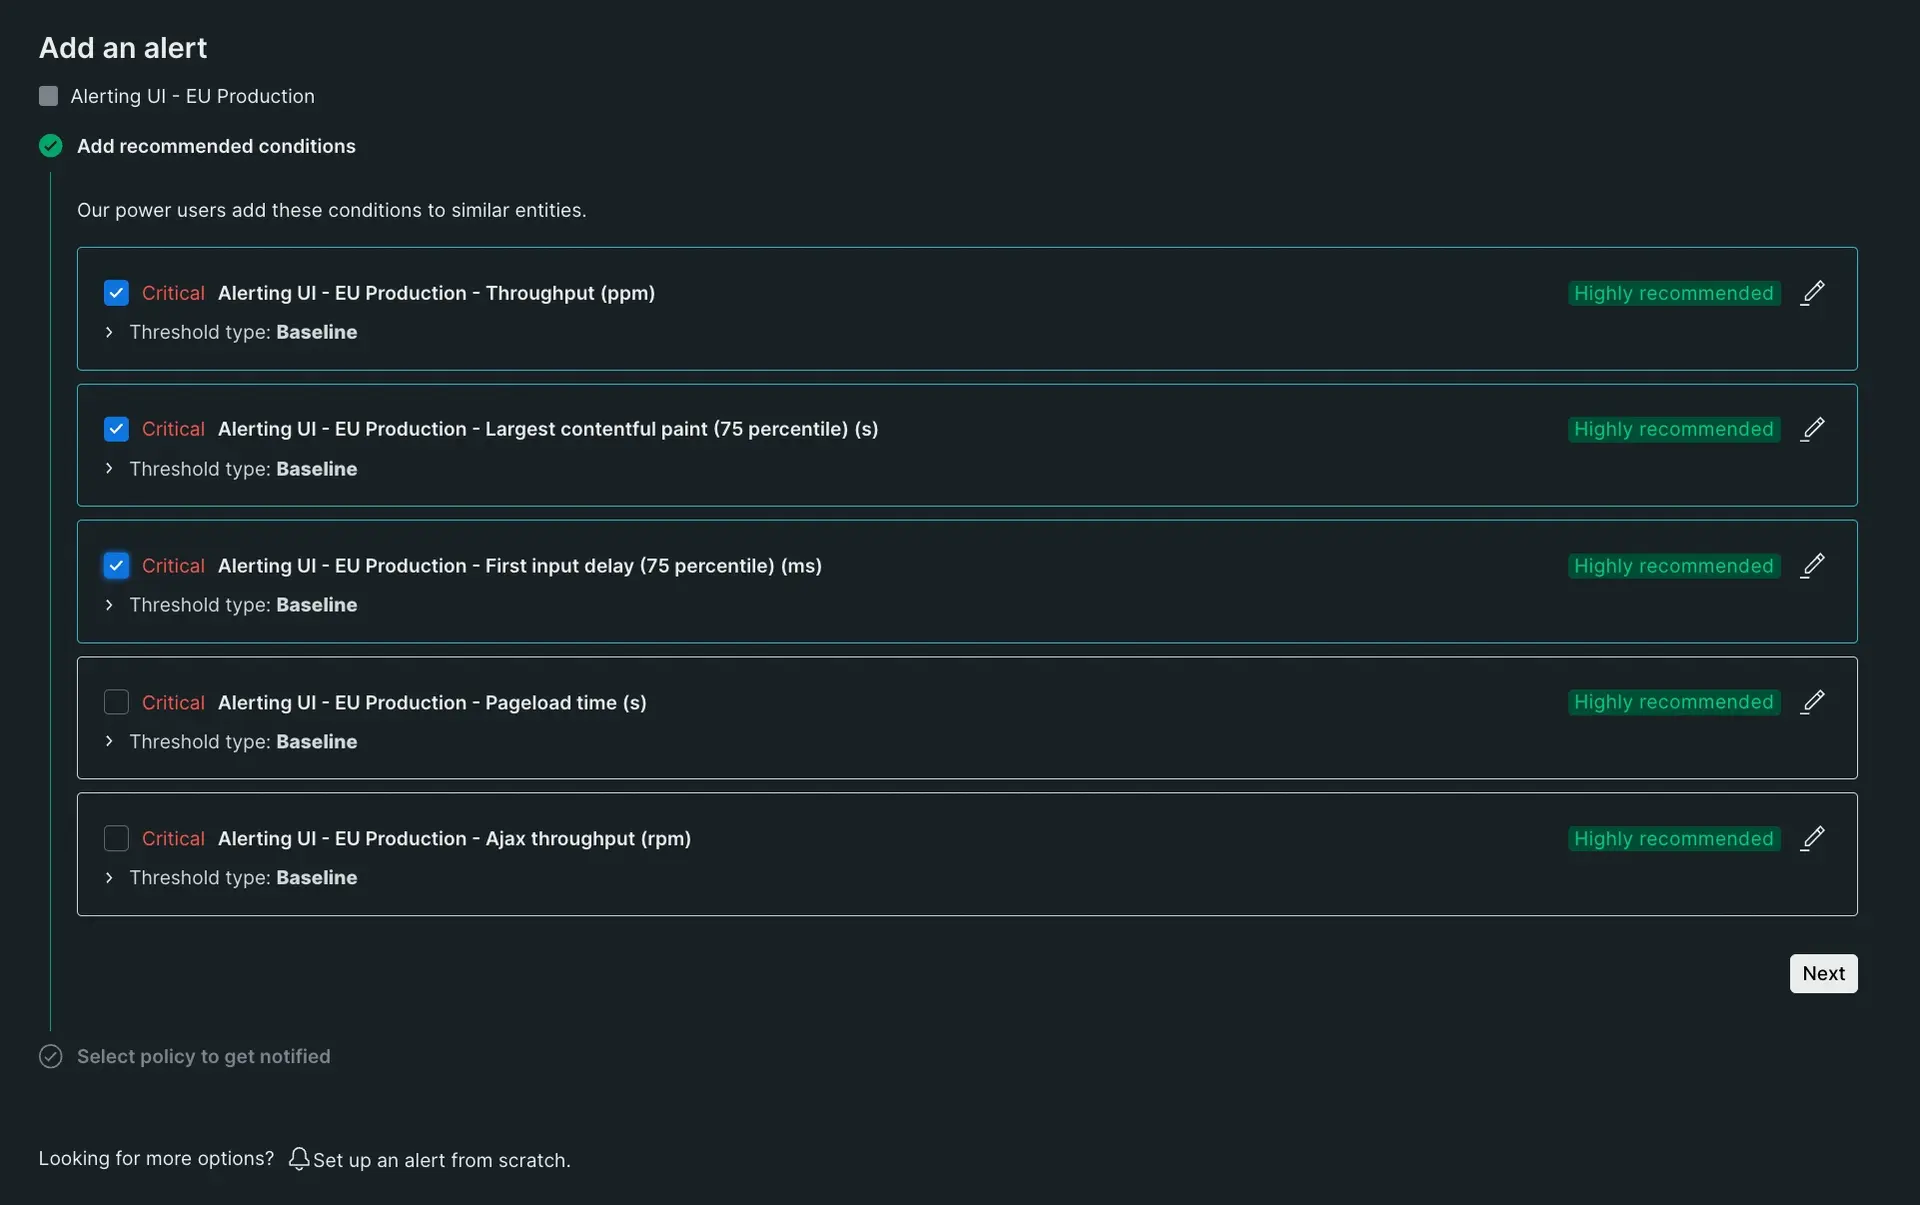 Add an alert
Alerting UI - EU Production
Add recommended conditions
Our power users add these conditions to similar entities.
Critical Alerting UI - EU Production - Throughput (ppm) Highly recommended
Threshold type: Baseline
Critical Alerting UI - EU Production - Largest contentful paint (75 percentile) (s) Highly recommended
Threshold type: Baseline
Critical Alerting UI - EU Production - First input delay (75 percentile) (ms) Highly recommended
Threshold type: Baseline
Critical Alerting UI - EU Production - Pageload time (s) Highly recommended
Threshold type: Baseline
Critical Alerting UI - EU Production - Ajax throughput (rpm) Highly recommended
Threshold type: Baseline
Next
Select policy to get notified
Looking for more options? Set up an alert from scratch.